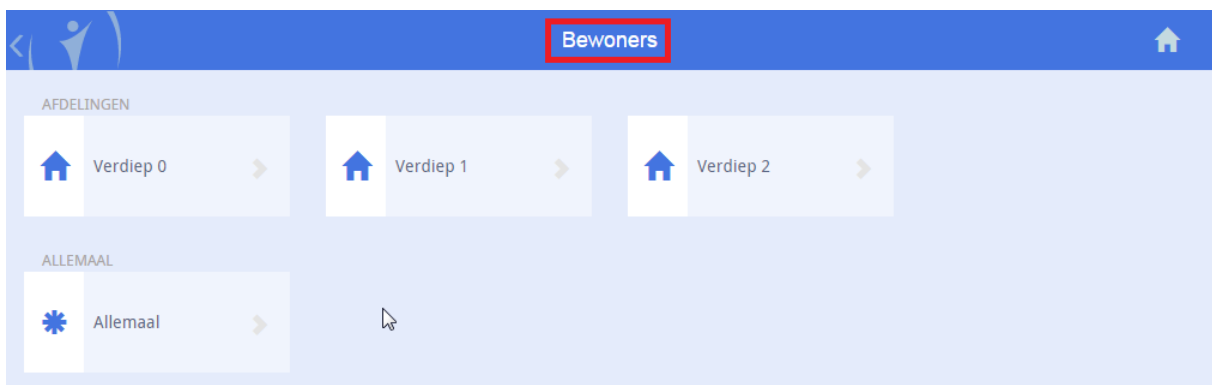 Bewoners
AFDELINGEN
Verdiep 0
Verdiep 1
Verdiep 2
ALLEMAAL
Allemaal